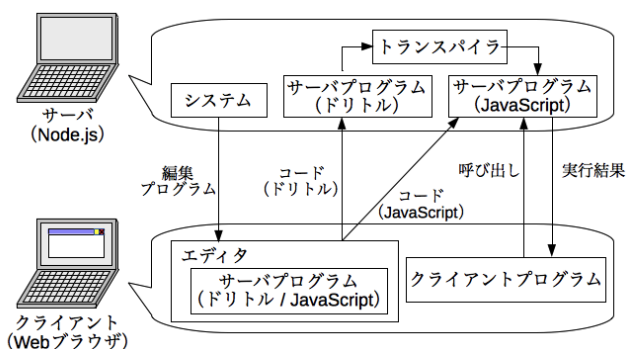 トランスパイラ
システム
サーバプログラム
(ドリトル)
サーバプログラム
(JavaScript)
サーバ
(Node.js)
編集
プログラム
コード
(ドリトル)
コード
(JavaScript)
呼び出し
実行結果
エディタ
サーバプログラム
(ドリトル / JavaScript)
クライアントプログラム
クライアント
(Webブラウザ)